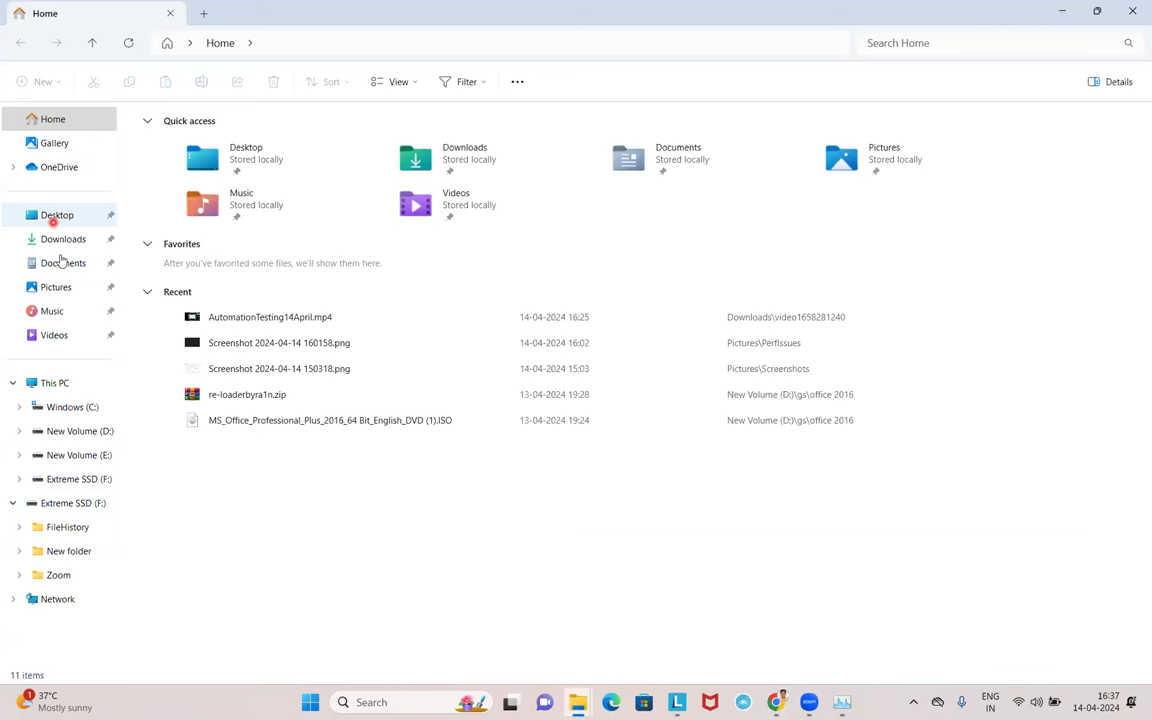 Home
Home
Search Home
New
Sort
View
Filter
Details
Home
Gallery
OneDrive
Desktop
Downloads
Documents
Pictures
Music
Videos
This PC
Windows (C:)
New Volume (D:)
New Volume (E:)
Extreme SSD (F:)
Extreme SSD (F:)
FileHistory
New folder
Zoom
Network
Quick access
Desktop
Stored locally
Downloads
Stored locally
Documents
Stored locally
Pictures
Stored locally
Music
Stored locally
Videos
Stored locally
Favorites
After you've favorited some files, we'll show them here.
Recent
AutomationTesting14April.mp4 14-04-2024 16:25 Downloads\video1658281240
Screenshot 2024-04-14 160158.png 14-04-2024 16:02 Pictures\PerfIssues
Screenshot 2024-04-14 150318.png 14-04-2024 15:03 Pictures\Screenshots
re-loaderbyra1n.zip 13-04-2024 19:28 New Volume (D:)\gs\office 2016
MS_Office_Professional_Plus_2016_64 Bit_English_DVD (1).ISO 13-04-2024 19:24 New Volume (D:)\gs\office 2016
11 items
1
37°C
Mostly sunny
Search
L
zoom
ENG
IN
16:37
14-04-2024